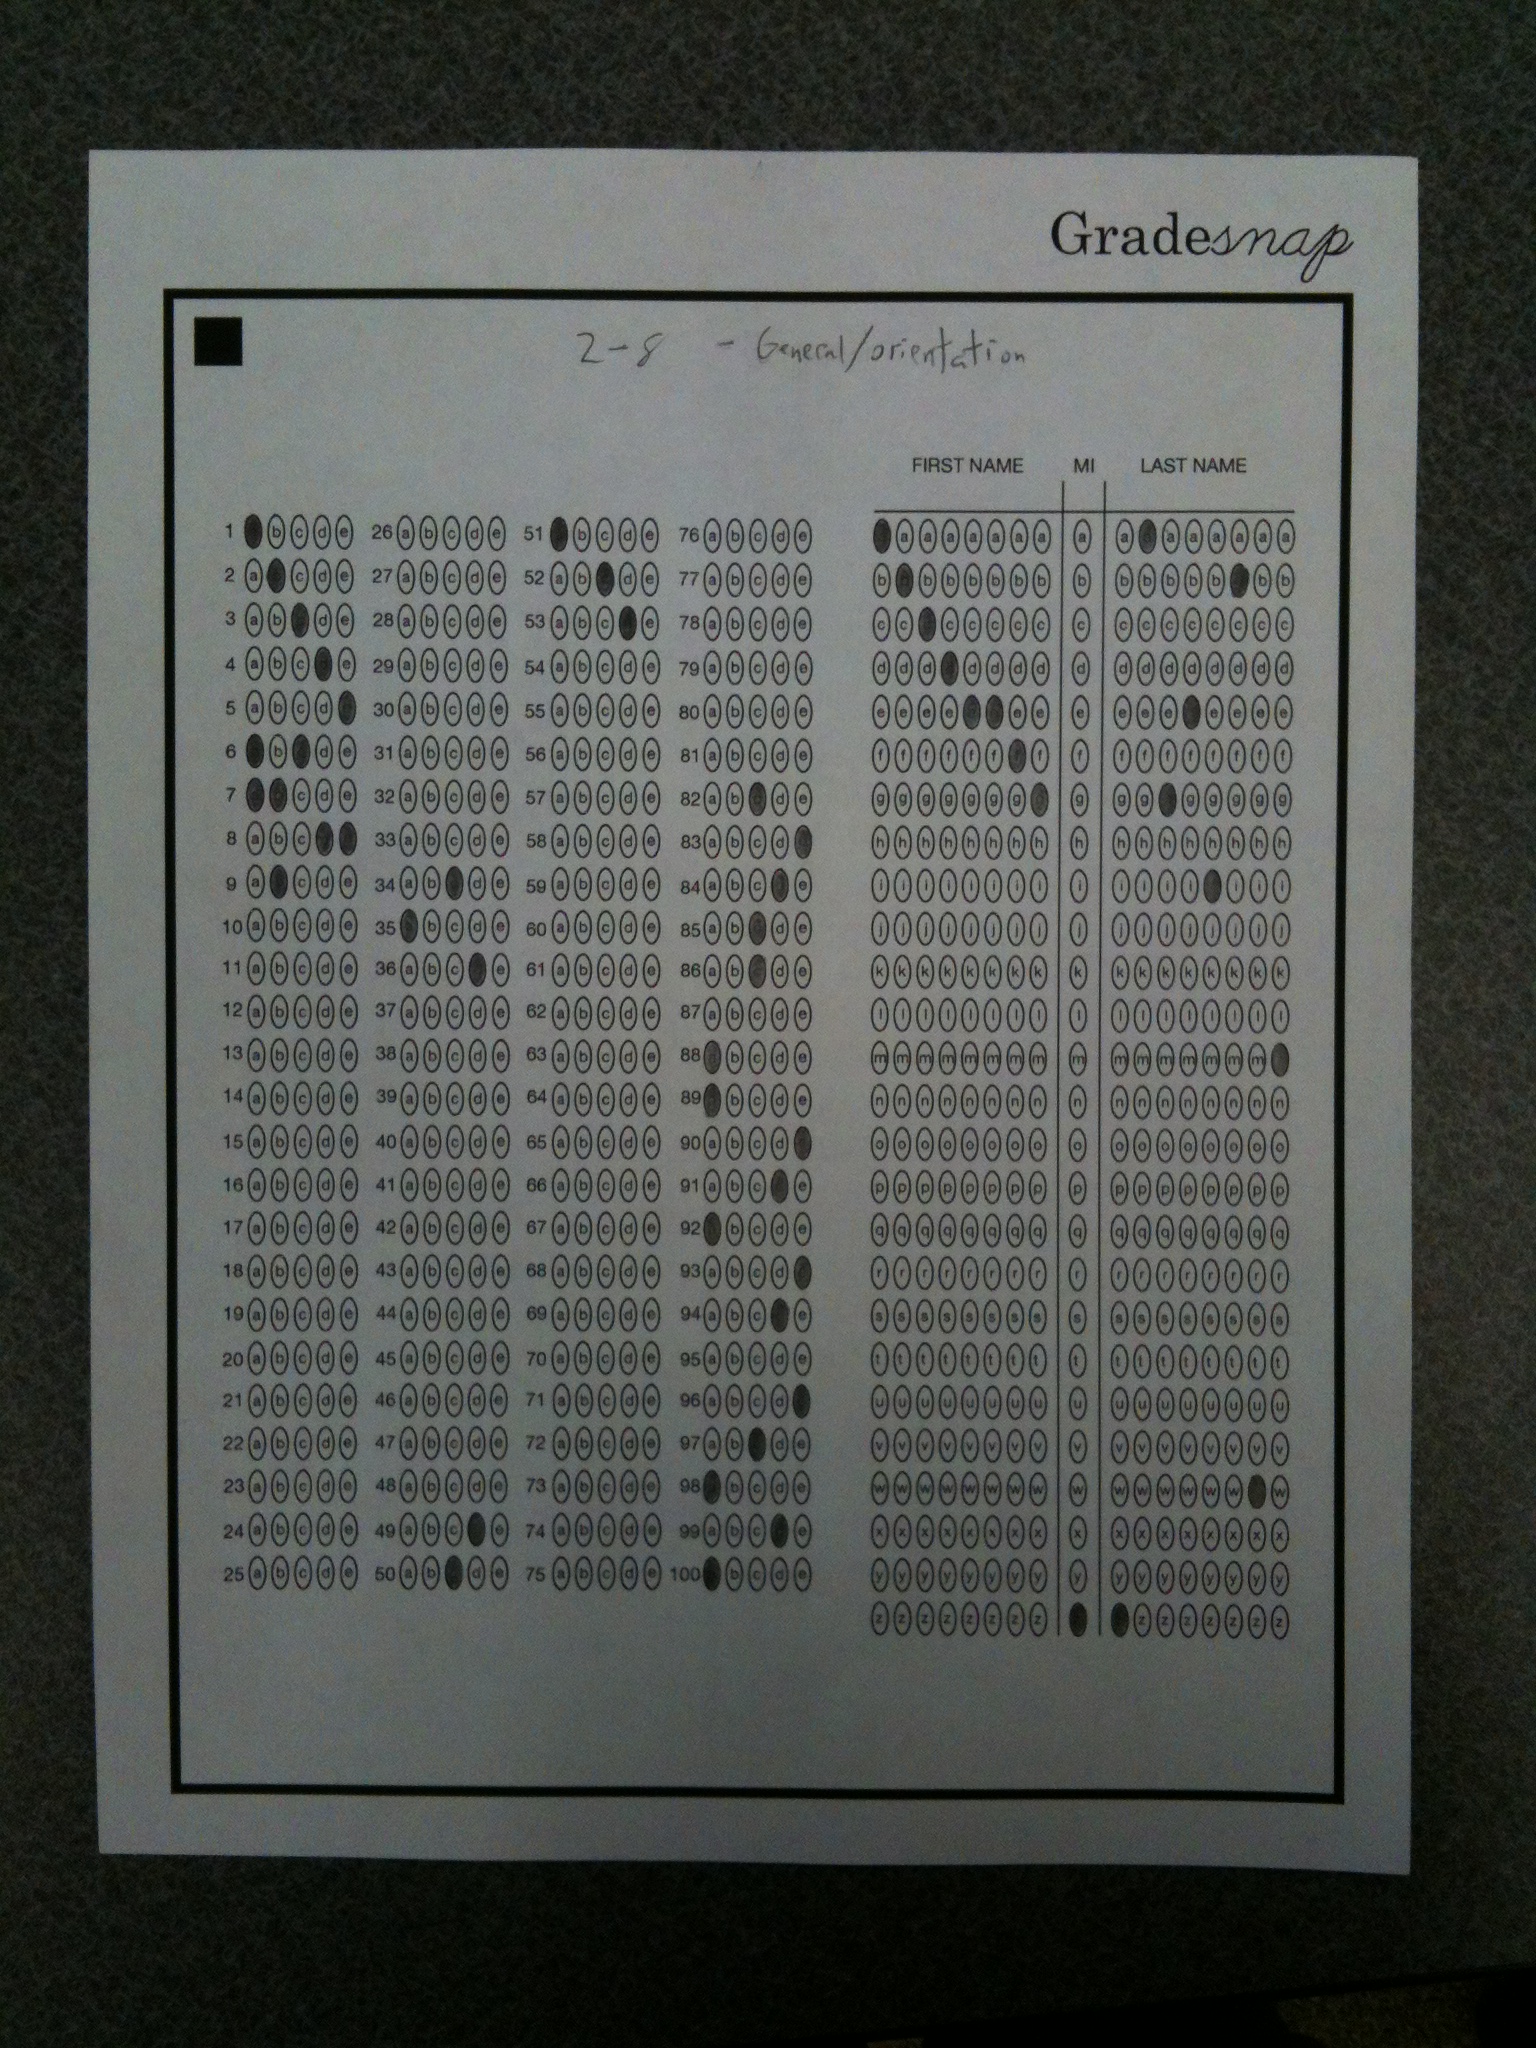 Gradesnap
2-8 - General/orientation
FIRST NAME MI LAST NAME
1 b c d e 26 a b c d e 51 b c d e 76 a b c d e a a a a a a a a a a a a a a a
2 a c d e 27 a b c d e 52 a b d e 77 a b c d e b b b b b b b b b b b b b b b
3 a b d e 28 a b c d e 53 a b c e 78 a b c d e c c c c c c c c c c c c c c c c
4 a b c e 29 a b c d e 54 a b c d e 79 a b c d e d d d d d d d d d d d d d d d d
5 a b c d 30 a b c d e 55 a b c d e 80 a b c d e e e e e e e e e e e e e e e
6 b d e 31 a b c d e 56 a b c d e 81 a b c d e f f f f f f f f f f f f f f f f
7 c d e 32 a b c d e 57 a b c d e 82 a b d e g g g g g g g g g g g g g g g
8 a b c 33 a b c d e 58 a b c d e 83 a b c d h h h h h h h h h h h h h h h h h
9 a c d e 34 a b d e 59 a b c d e 84 a b c e i i i i i i i i i i i i i i i i
10 a b c d e 35 b c d e 60 a b c d e 85 a b d e j j j j j j j j j j j j j j j j j
11 a b c d e 36 a b c e 61 a b c d e 86 a b d e k k k k k k k k k k k k k k k k k
12 a b c d e 37 a b c d e 62 a b c d e 87 a b c d e l l l l l l l l l l l l l l l l l
13 a b c d e 38 a b c d e 63 a b c d e 88 b c d e m m m m m m m m m m m m m m m m
14 a b c d e 39 a b c d e 64 a b c d e 89 b c d e n n n n n n n n n n n n n n n n n
15 a b c d e 40 a b c d e 65 a b c d e 90 a b c d o o o o o o o o o o o o o o o o o
16 a b c d e 41 a b c d e 66 a b c d e 91 a b c e p p p p p p p p p p p p p p p p p
17 a b c d e 42 a b c d e 67 a b c d e 92 b c d e q q q q q q q q q q q q q q q q q
18 a b c d e 43 a b c d e 68 a b c d e 93 a b c d r r r r r r r r r r r r r r r r r
19 a b c d e 44 a b c d e 69 a b c d e 94 a b c e s s s s s s s s s s s s s s s s s
20 a b c d e 45 a b c d e 70 a b c d e 95 a b c d e t t t t t t t t t t t t t t t t t
21 a b c d e 46 a b c d e 71 a b c d e 96 a b c d u u u u u u u u u u u u u u u u u
22 a b c d e 47 a b c d e 72 a b c d e 97 a b d e v v v v v v v v v v v v v v v v v
23 a b c d e 48 a b c d e 73 a b c d e 98 b c d e w w w w w w w w w w w w w w w w
24 a b c d e 49 a b c e 74 a b c d e 99 a b c e x x x x x x x x x x x x x x x x x
25 a b c d e 50 a b d e 75 a b c d e 100 b c d e y y y y y y y y y y y y y y y y y
z z z z z z z z z z z z z z z